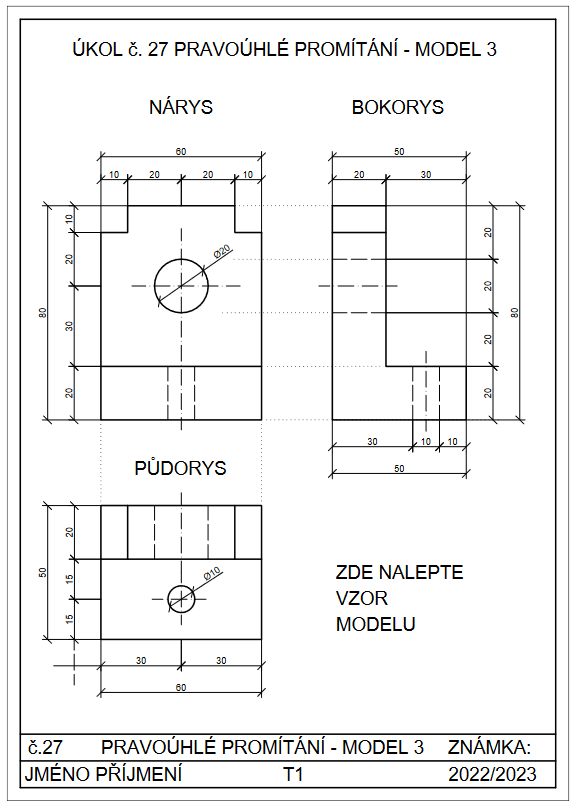 ÚKOL č. 27 PRAVOÚHLÉ PROMÍTÁNÍ - MODEL 3
NÁRYS BOKORYS
60 50
10 20 20 10 20 30
10 20 30 20 80 Ø20 20 20 20 20 80
30 10 10
50
PŮDORYS
20 15 15 50 Ø10
30 30
60
ZDE NALEPTE
VZOR
MODELU
č.27 PRAVOÚHLÉ PROMÍTÁNÍ - MODEL 3 ZNÁMKA:
JMÉNO PŘÍJMENÍ T1 2022/2023